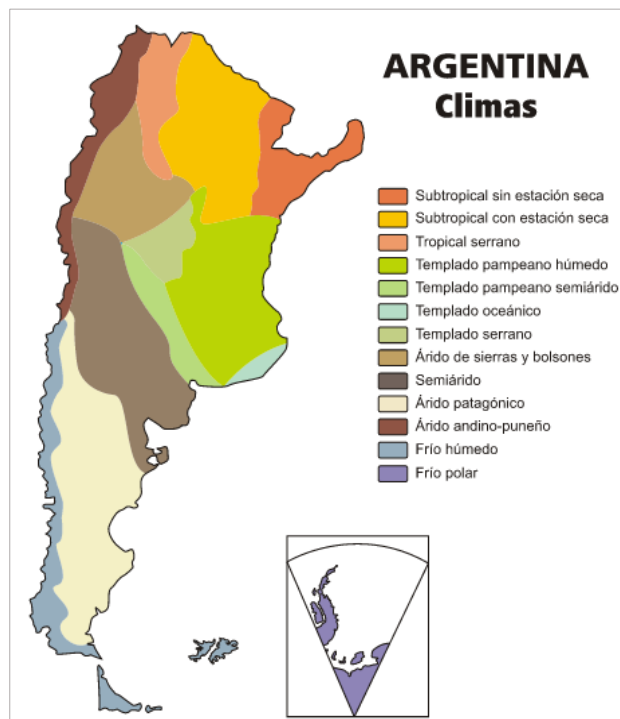 ARGENTINA
Climas
Subtropical sin estación seca
Subtropical con estación seca
Tropical serrano
Templado pampeano húmedo
Templado pampeano semiárido
Templado oceánico
Templado serrano
Árido de sierras y bolsones
Semiárido
Árido patagónico
Árido andino-puneño
Frío húmedo
Frío polar